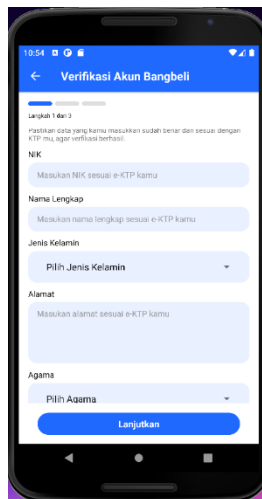 10:54
Verifikasi Akun Bangbeli
Langkah 1 dari 3
Pastikan data yang kamu masukkan sudah benar dan sesuai dengan
KTP mu, agar verfikasi berhasil.
NIK
Masukan NIK sesuai e-KTP kamu
Nama Lengkap
Masukan nama lengkap sesuai e-KTP kamu
Jenis Kelamin
Pilih Jenis Kelamin
Alamat
Masukan alamat sesuai e-KTP kamu
Agama
Pilih Agama
Lanjutkan